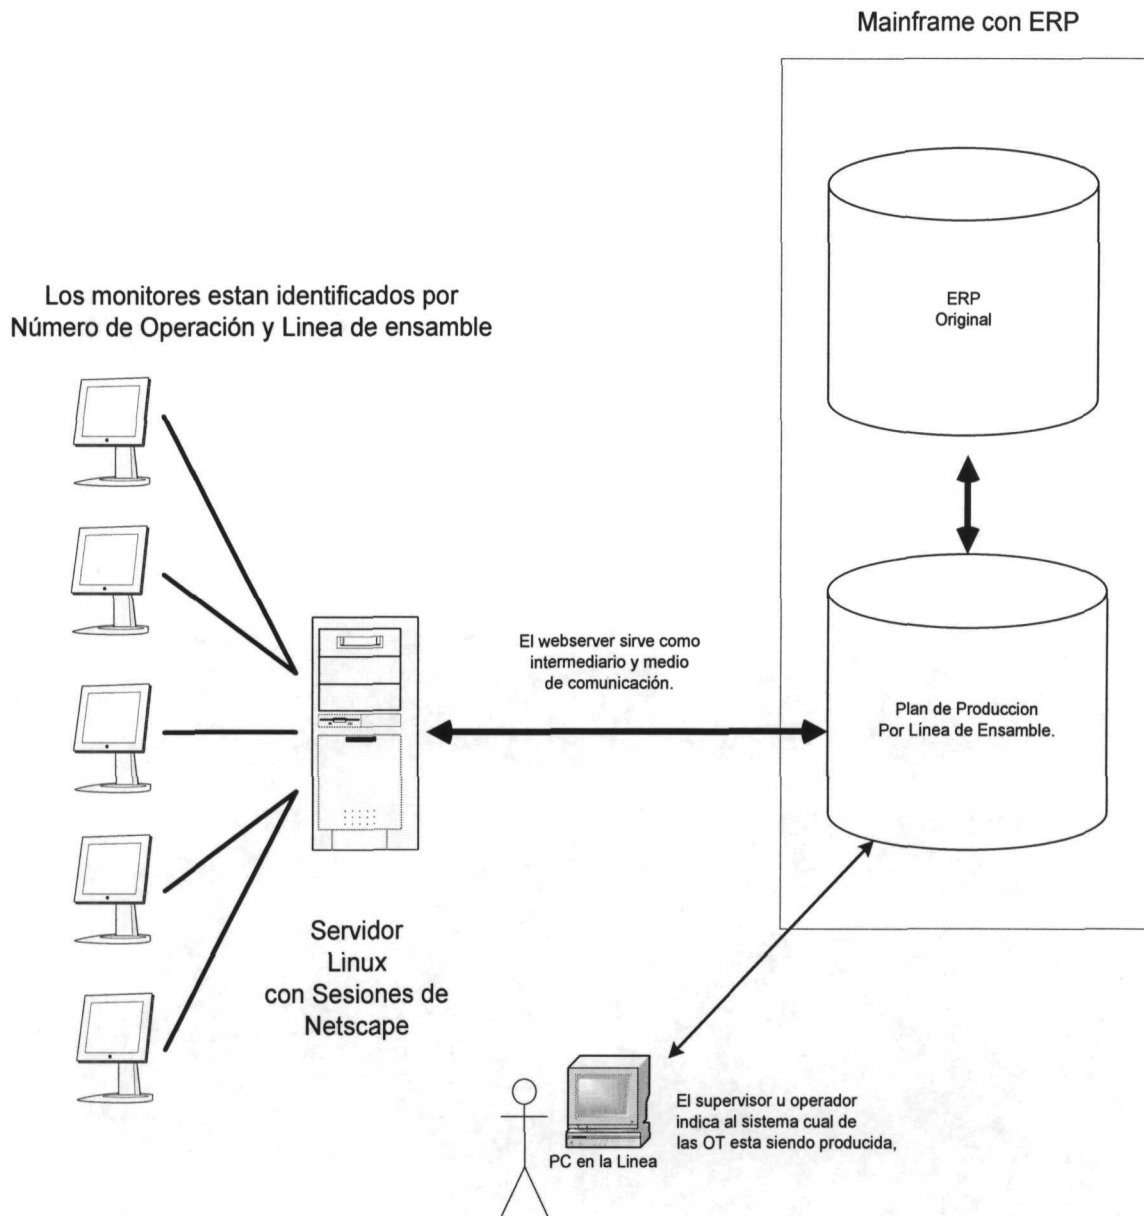 Mainframe con ERP
ERP
Original
Los monitores estan identificados por
Número de Operación y Linea de ensamble
El webserver sirve como
intermediario y medio
de comunicación.
Plan de Produccion
Por Línea de Ensamble.
Servidor
Linux
con Sesiones de
Netscape
El supervisor u operador
indica al sistema cual de
las OT esta siendo producida,
PC en la Linea